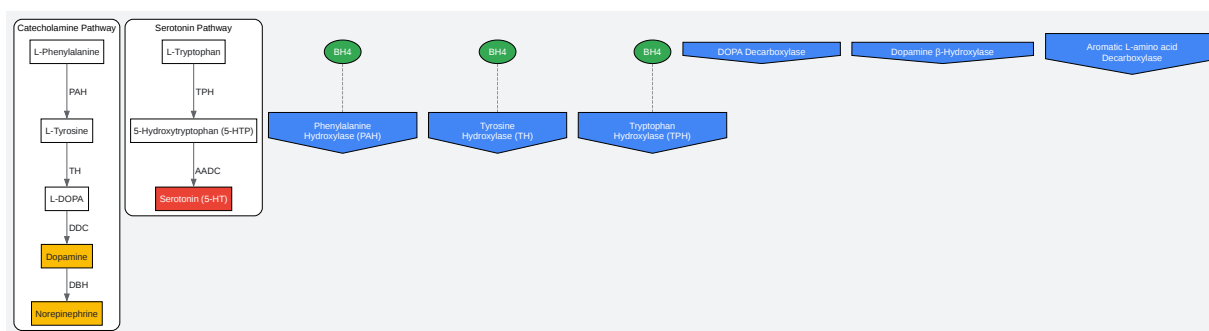 Catecholamine Pathway
L-Phenylalanine
PAH
L-Tyrosine
TH
L-DOPA
DDC
Dopamine
DBH
Norepinephrine
Serotonin Pathway
L-Tryptophan
TPH
5-Hydroxytryptophan (5-HTP)
AADC
Serotonin (5-HT)
BH4
Phenylalanine
Hydroxylase (PAH)
BH4
Tyrosine
Hydroxylase (TH)
BH4
Tryptophan
Hydroxylase (TPH)
DOPA Decarboxylase
Dopamine β-Hydroxylase
Aromatic L-amino acid
Decarboxylase